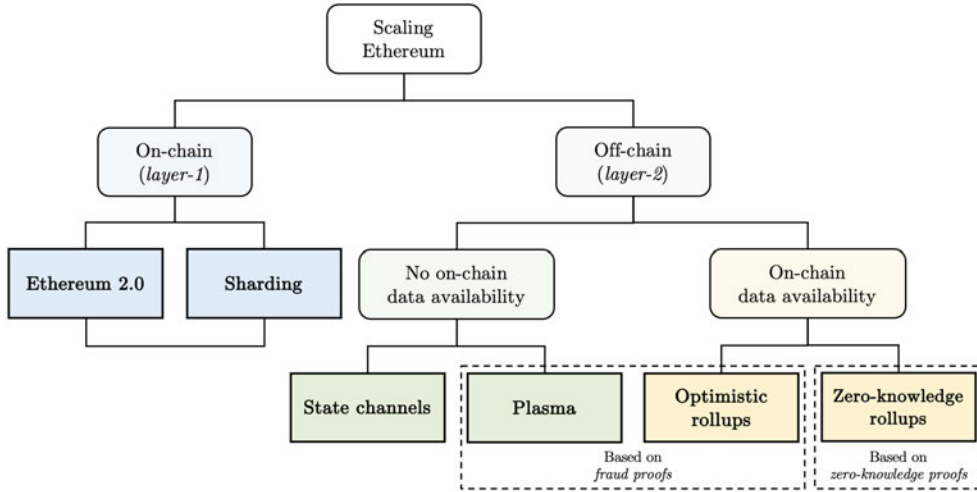 Scaling
Ethereum
On-chain
(layer-1)
Off-chain
(layer-2)
Ethereum 2.0
Sharding
No on-chain
data availability
On-chain
data availability
State channels
Plasma
Optimistic
rollups
Zero-knowledge
rollups
Based on
fraud proofs
Based on
zero-knowledge proofs